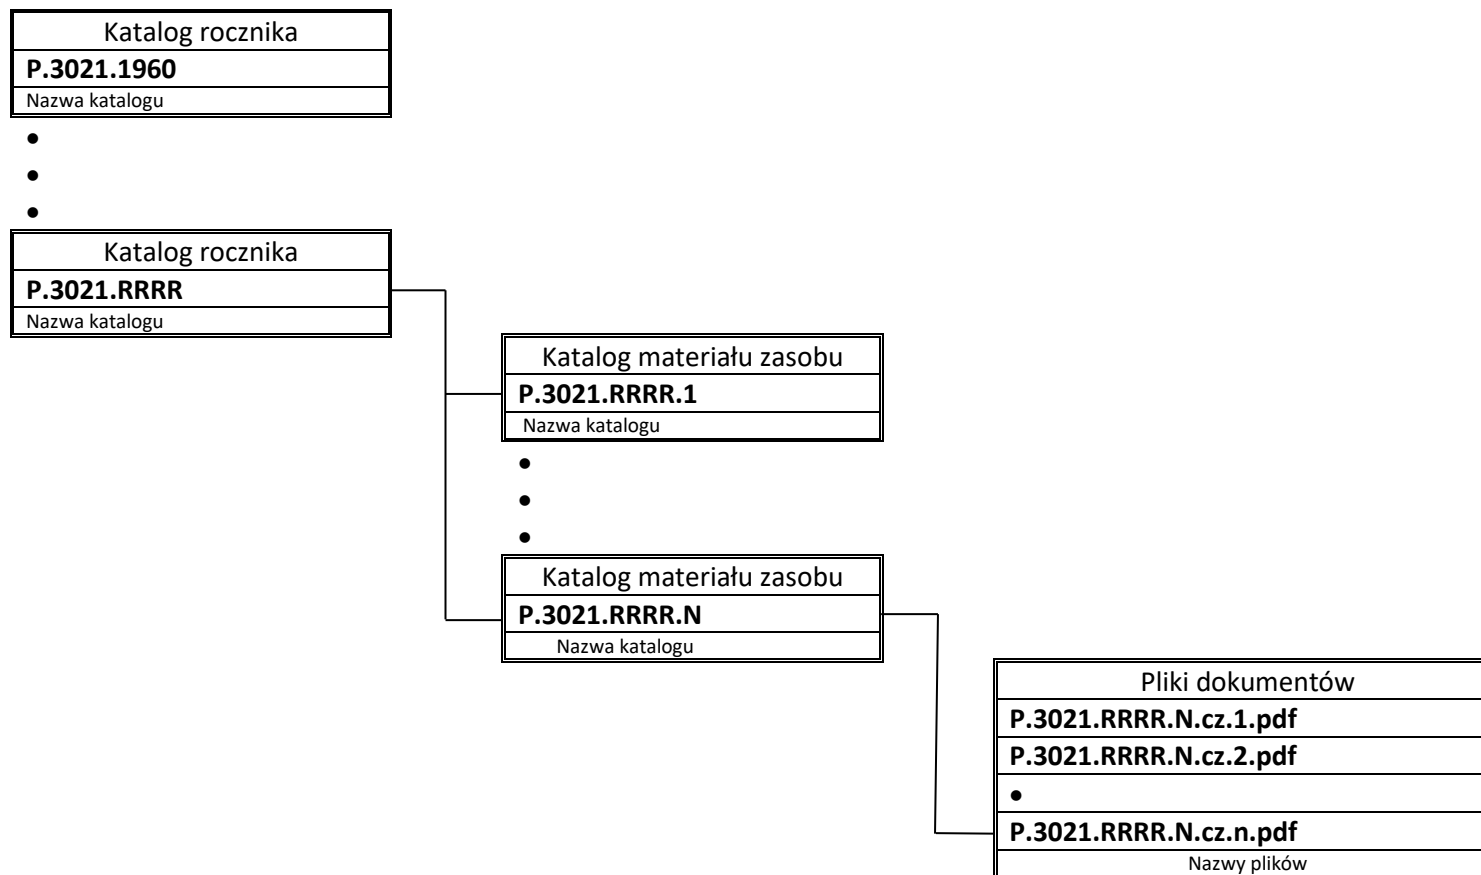 Katalog rocznika
P.3021.1960
Nazwa katalogu
•
•
•
Katalog rocznika
P.3021.RRRR
Nazwa katalogu
Katalog materiału zasobu
P.3021.RRRR.1
Nazwa katalogu
•
•
•
Katalog materiału zasobu
P.3021.RRRR.N
Nazwa katalogu
Pliki dokumentów
P.3021.RRRR.N.cz.1.pdf
P.3021.RRRR.N.cz.2.pdf
•
P.3021.RRRR.N.cz.n.pdf
Nazwy plików